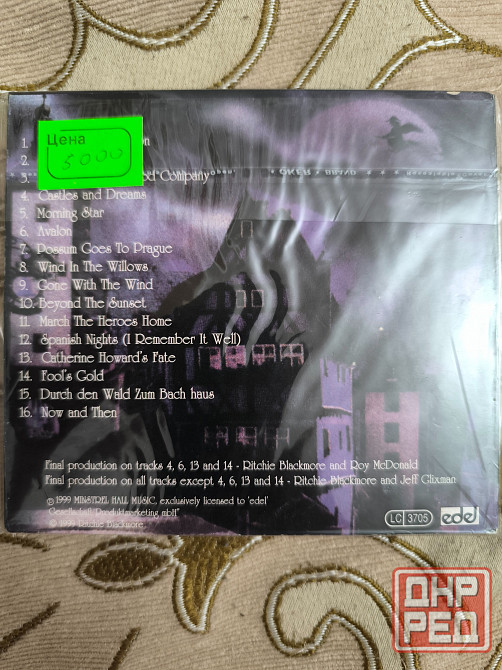 Цена
5000
1.
2.
3. Company
OKER BRAND
4. Castles and Dreams
5. Morning Star
6. Avalon
7. Possum Goes To Prague
8. Wind In The Willows
9. Gone With The Wind
10. Beyond The Sunset
11. March The Heroes Home
12. Spanish Nights (I Remember It Well)
13. Catherine Howard's Fate
14. Fool's Gold
15. Durch den Wald Zum Bach haus
16. Now and Then
Final production on tracks 4, 6, 13 and 14 - Ritchie Blackmore and Roy McDonald
Final production on all tracks except 4, 6, 13 and 14 - Ritchie Blackmore and Jeff Glixman
℗ 1999 MINSTREL HALL MUSIC, exclusively licensed to 'edel'
© 1999 Ritchie Blackmore
LC 3705
edel
ДНР
РЕД